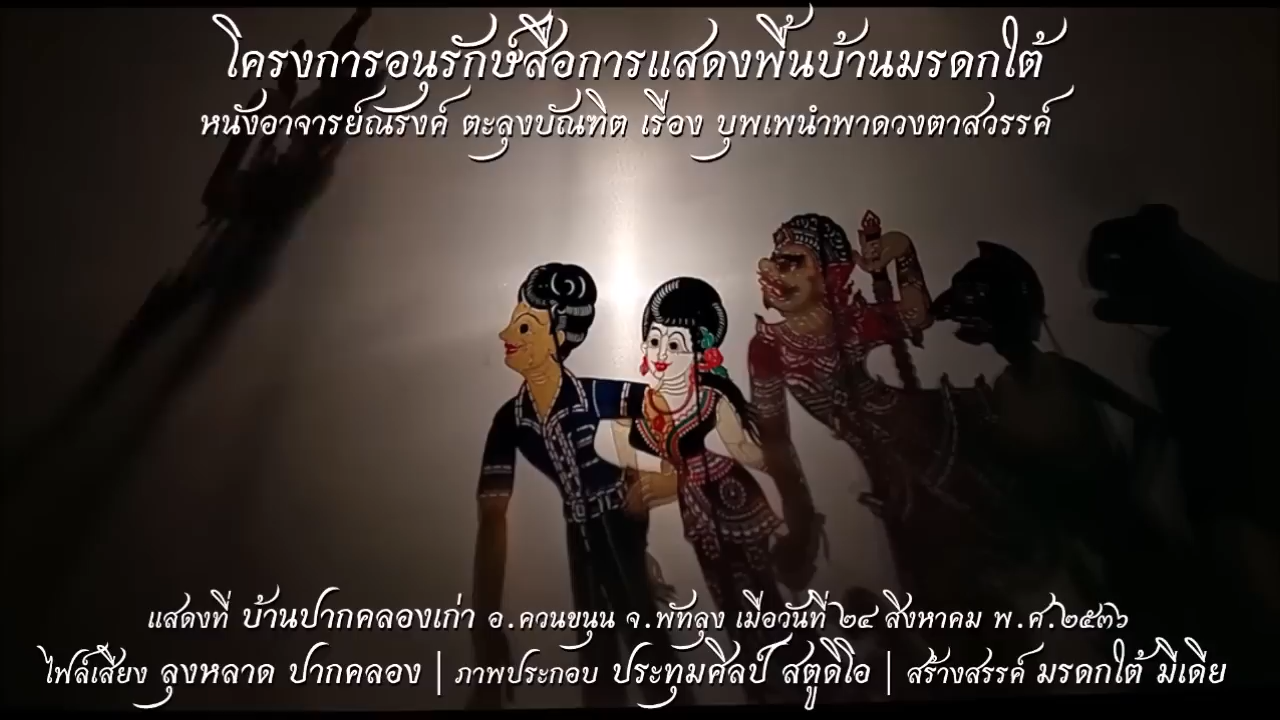 โครงการอนุรักษ์สื่อการแสดงพื้นบ้านมรดกใต้
หนังอาจารย์ณรงค์ ตะลุงบัณฑิต เรื่อง บุพเพนำพาดวงตาสวรรค์
แสดงที่ บ้านปากคลองเก่า อ.ควนขนุน จ.พัทลุง เมื่อวันที่ ๒๔ สิงหาคม พ.ศ.๒๕๓๖
ไฟล์เสียง ลุงหลาด ปากคลอง | ภาพประกอบ ประทุมศิลป์ สตูดิโอ | สร้างสรรค์ มรดกใต้ มีเดีย